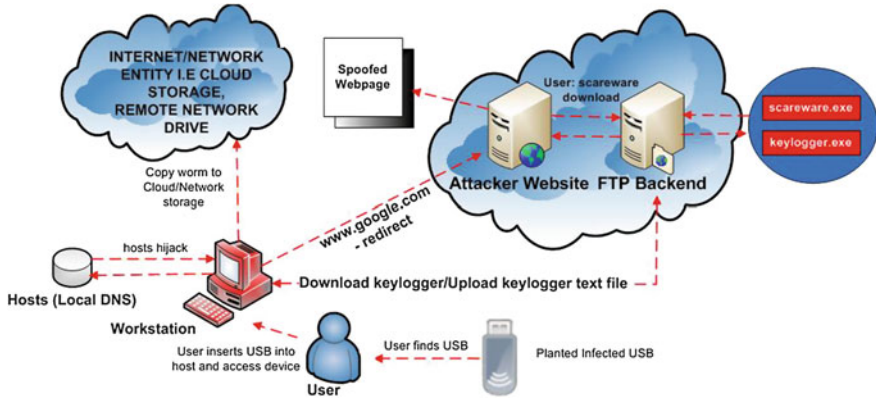 INTERNET/NETWORK
ENTITY I.E CLOUD
STORAGE,
REMOTE NETWORK
DRIVE
Spoofed
Webpage
User: scareware
download
scareware.exe
keylogger.exe
Attacker Website
FTP Backend
Copy worm to
Cloud/Network
storage
www.google.com
- redirect
hosts hijack
Hosts (Local DNS)
Workstation
Download keylogger/Upload keylogger text file
User inserts USB into
host and access device
User
User finds USB
Planted Infected USB